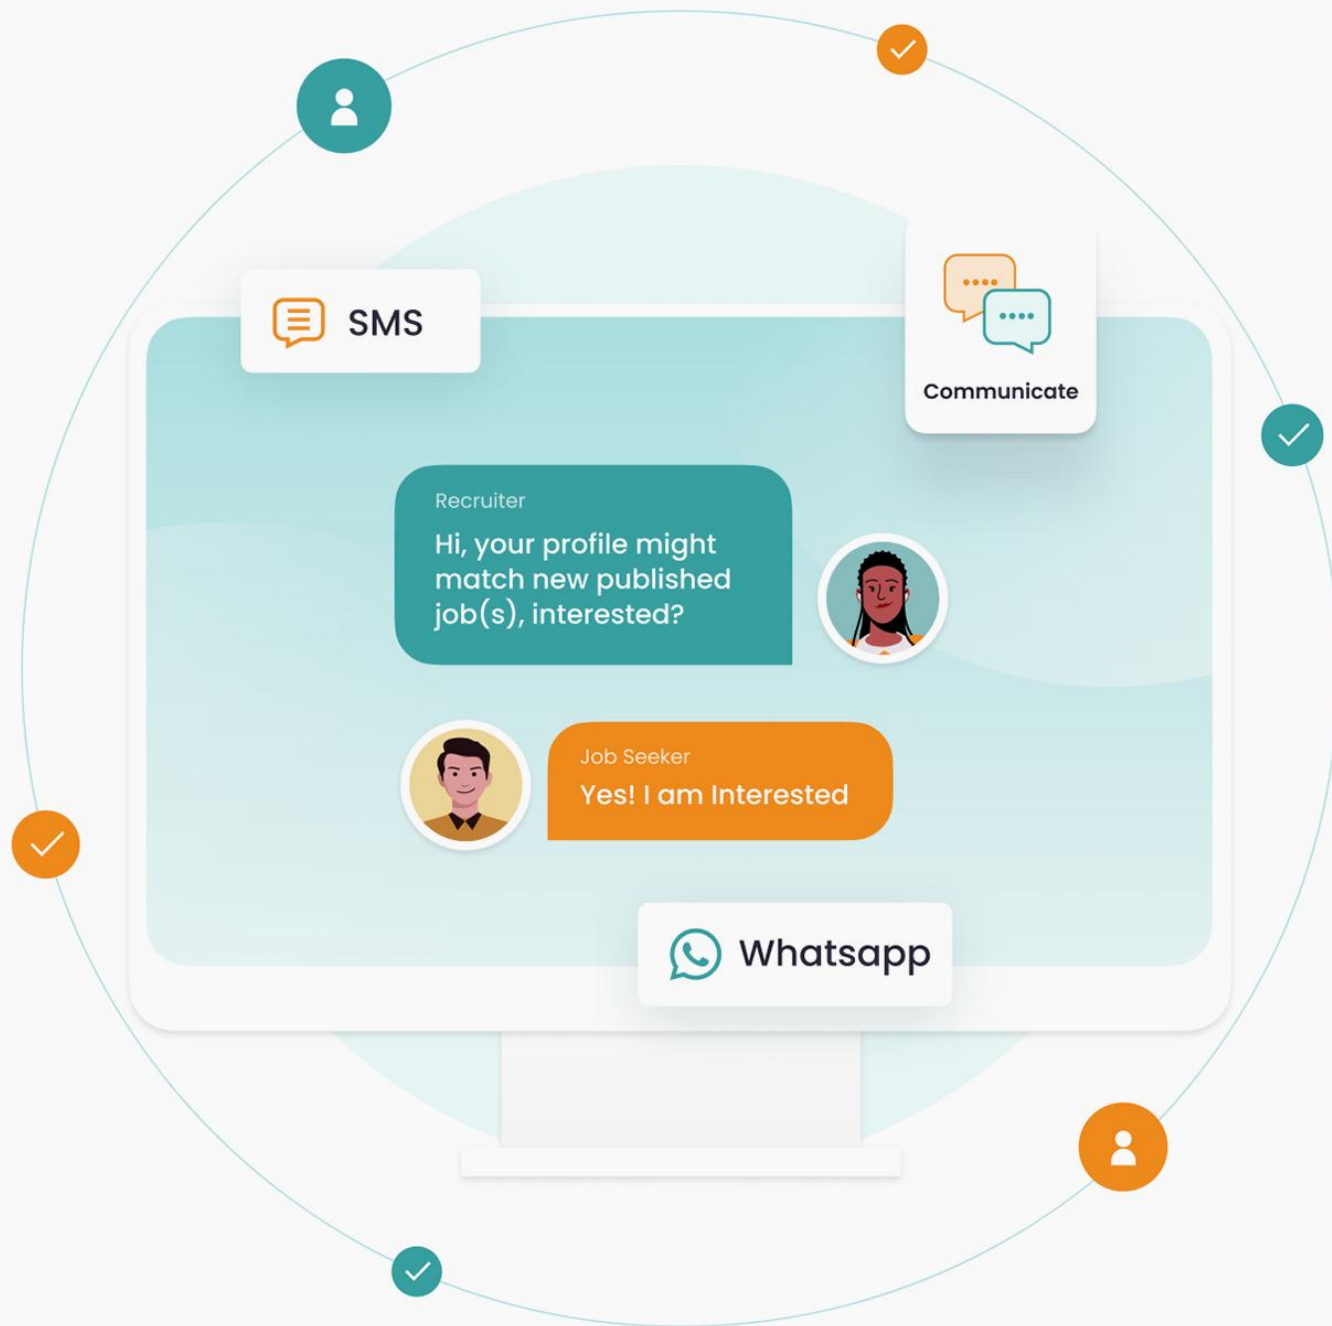 SMS
Communicate
Recruiter
Hi, your profile might
match new published
job(s), interested?
Job Seeker
Yes! I am Interested
Whatsapp